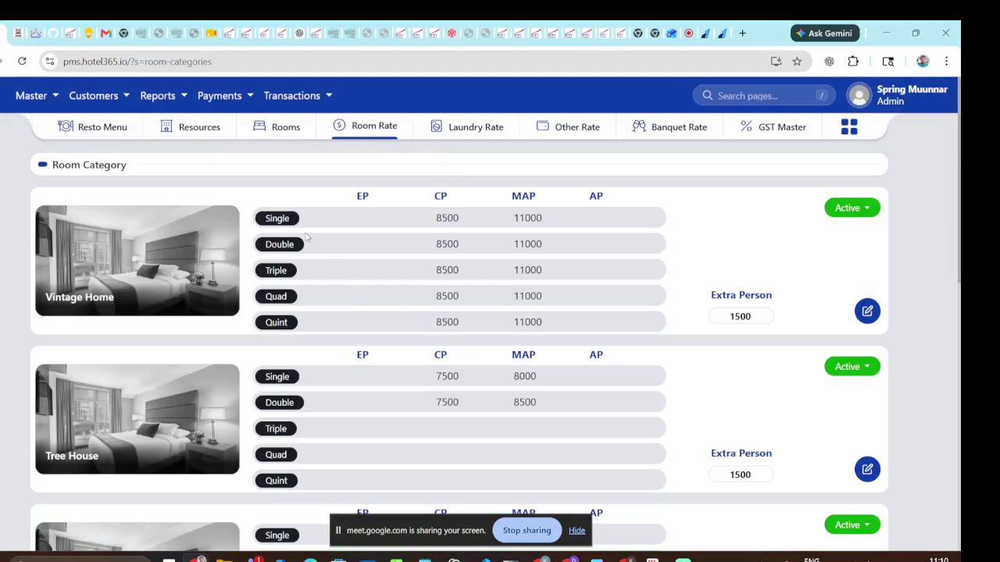 Ask Gemini
pms.hotel365.io/?s=room-categories
Master Customers Reports Payments Transactions Search pages... / Spring Muunnar
Admin
Resto Menu Resources Rooms Room Rate Laundry Rate Other Rate Banquet Rate GST Master
Room Category
EP CP MAP AP
Active
Single 8500 11000
Double 8500 11000
Triple 8500 11000
Quad 8500 11000
Quint 8500 11000
Extra Person
1500
Vintage Home
EP CP MAP AP
Active
Single 7500 8000
Double 7500 8500
Triple
Quad
Quint
Extra Person
1500
Tree House
EP CP MAP AP
Active
Single
meet.google.com is sharing your screen. Stop sharing Hide
ENG 11:10